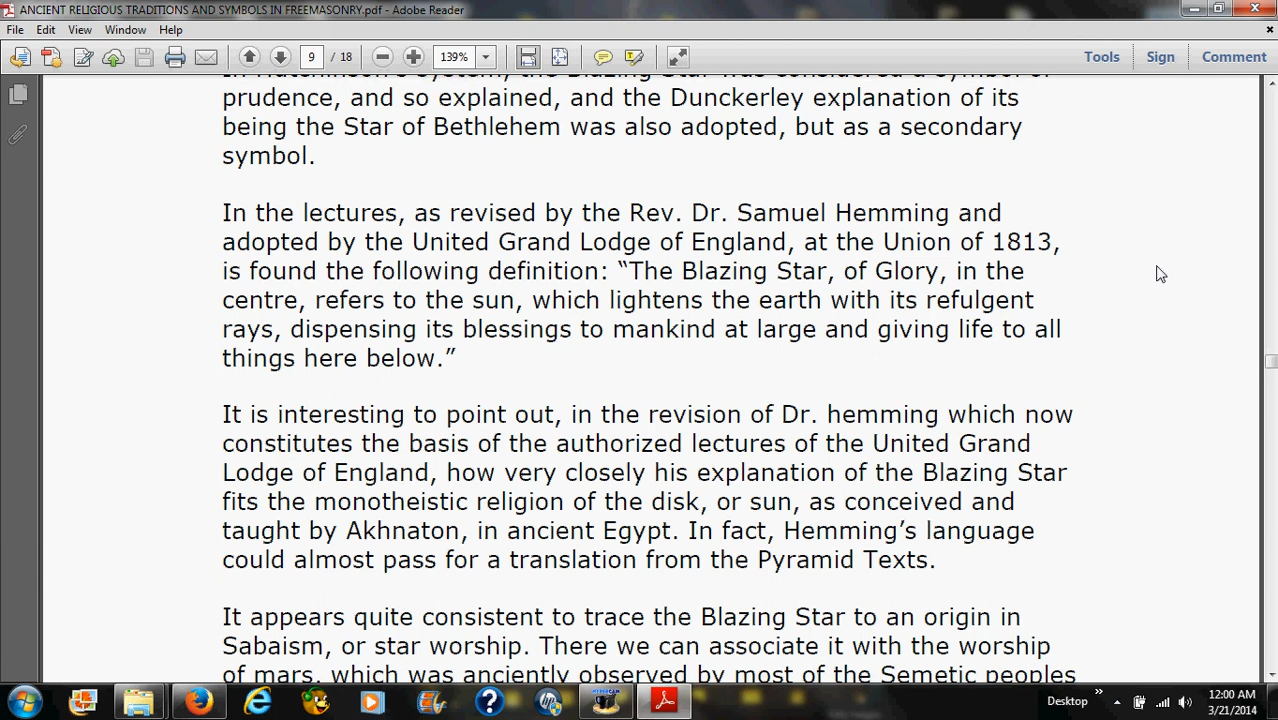 ANCIENT RELIGIOUS TRADITIONS AND SYMBOLS IN FREEMASONRY.pdf - Adobe Reader
File Edit View Window Help
9 / 18 139% Tools Sign Comment
In Hutchinson's system, the Blazing Star was considered a symbol of
prudence, and so explained, and the Dunckerley explanation of its
being the Star of Bethlehem was also adopted, but as a secondary
symbol.
In the lectures, as revised by the Rev. Dr. Samuel Hemming and
adopted by the United Grand Lodge of England, at the Union of 1813,
is found the following definition: “The Blazing Star, of Glory, in the
centre, refers to the sun, which lightens the earth with its refulgent
rays, dispensing its blessings to mankind at large and giving life to all
things here below.”
It is interesting to point out, in the revision of Dr. hemming which now
constitutes the basis of the authorized lectures of the United Grand
Lodge of England, how very closely his explanation of the Blazing Star
fits the monotheistic religion of the disk, or sun, as conceived and
taught by Akhnaton, in ancient Egypt. In fact, Hemming’s language
could almost pass for a translation from the Pyramid Texts.
It appears quite consistent to trace the Blazing Star to an origin in
Sabaism, or star worship. There we can associate it with the worship
of mars, which was anciently observed by most of the Semetic peoples
Desktop
12:00 AM
3/21/2014